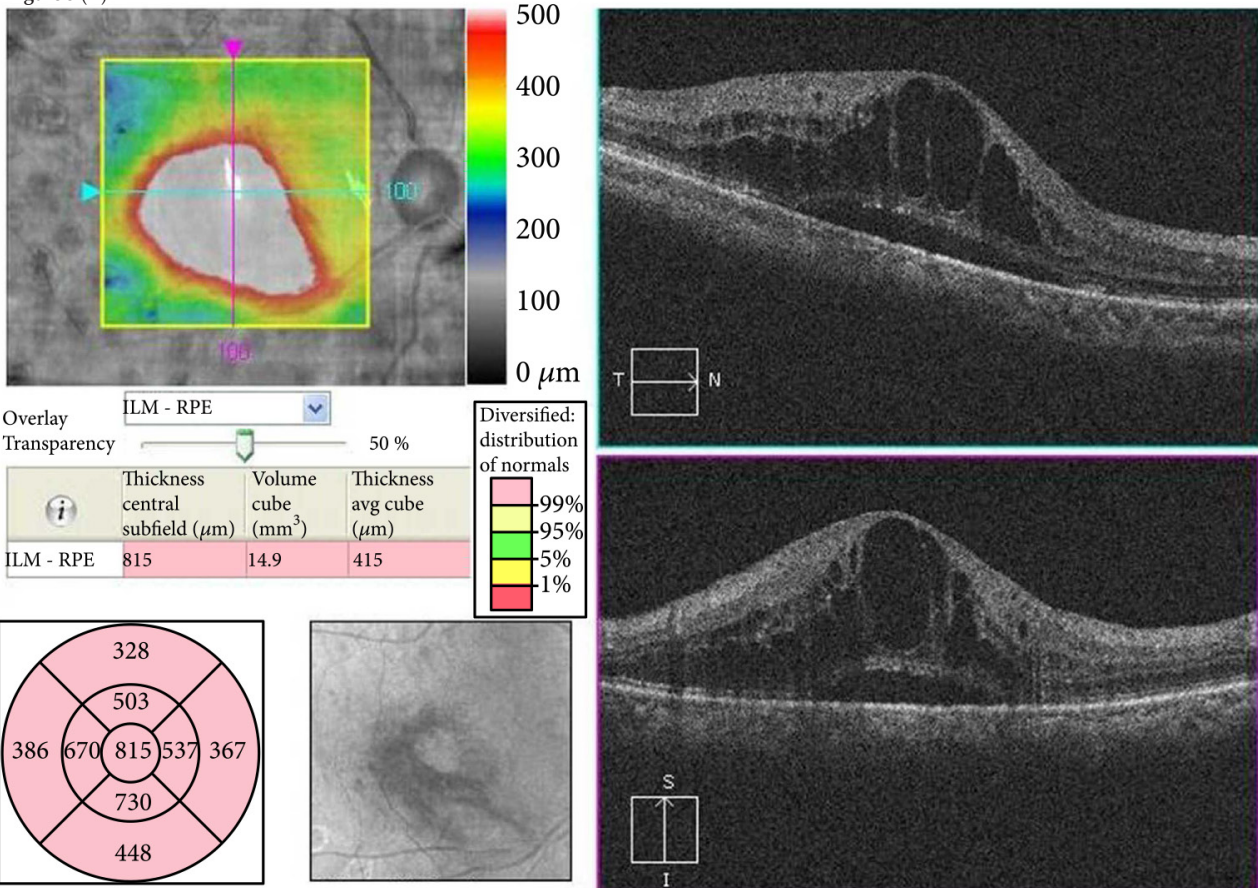 500
400
300
200
100
0 μm
100
100
Overlay
Transparency
ILM - RPE
50 %
Thickness
central
subfield (μm)
Volume
cube
(mm³)
Thickness
avg cube
(μm)
ILM - RPE
815
14.9
415
Diversified:
distribution
of normals
99%
95%
5%
1%
328
503
386
670
815
537
367
730
448
T
N
S
I